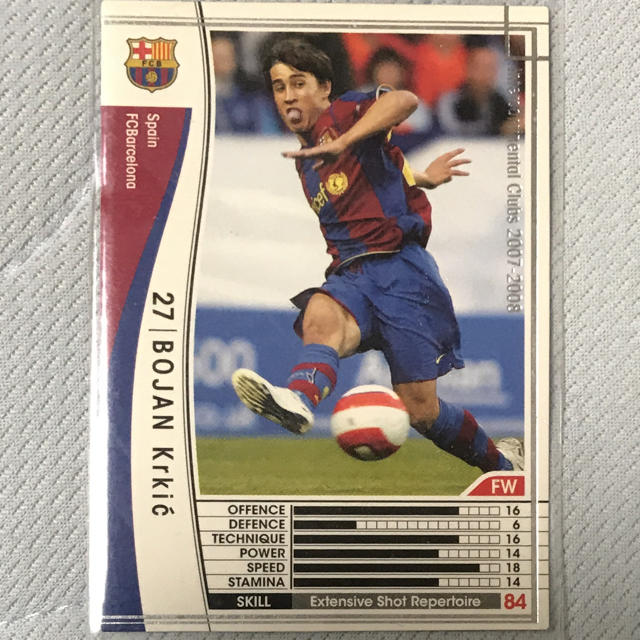 FCB
Spain
FCBarcelona
27 | BOJAN Krkić
ental Clubs 2007-2008
unicef
FW
OFFENCE 16
DEFENCE 6
TECHNIQUE 16
POWER 14
SPEED 18
STAMINA 14
SKILL Extensive Shot Repertoire 84